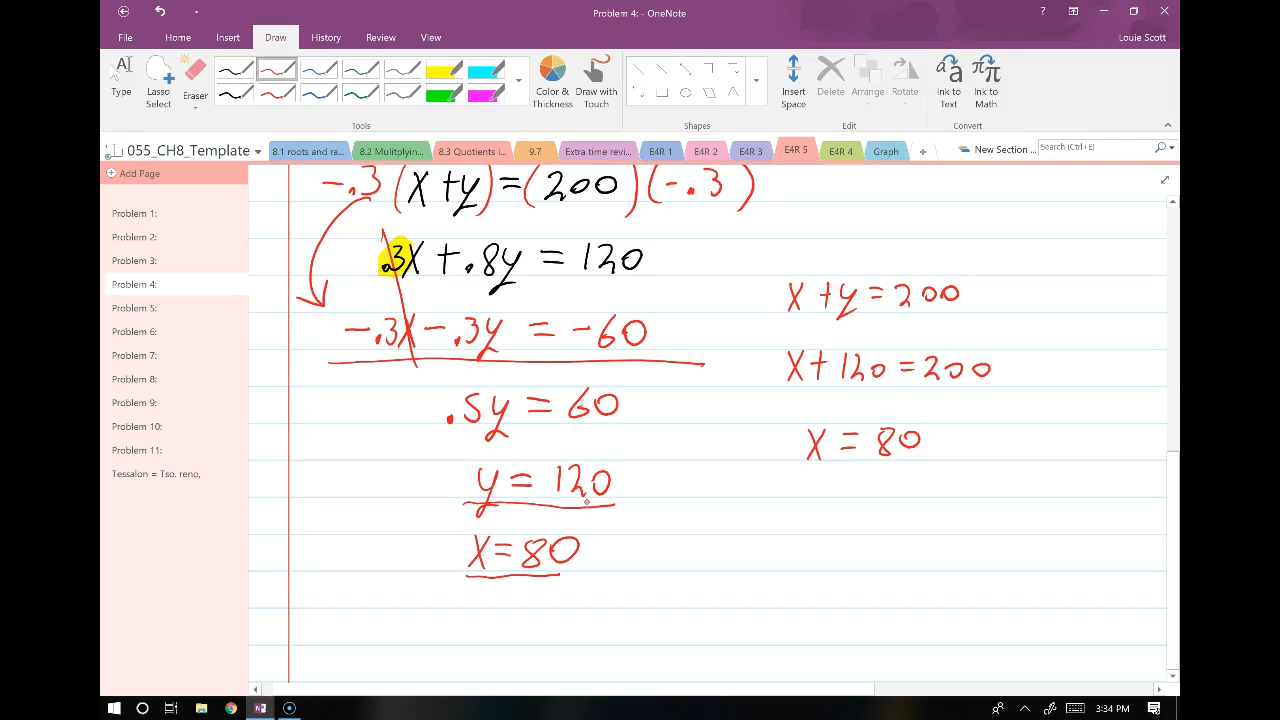 Problem 4: - OneNote
?
File Home Insert Draw History Review View
Louie Scott
Type
Lasso Select
Eraser
Color & Thickness
Draw with Touch
Insert Space
Delete
Arrange
Rotate
Ink to Text
Ink to Math
Tools
Shapes
Edit
Convert
055_CH8_Template
8.1 roots and ra...
8.2 Mulitplying...
8.3 Quotients i...
9.7
Extra time revi...
E4R 1
E4R 2
E4R 3
E4R 5
E4R 4
Graph
New Section ...
Search (Ctrl+E)
Add Page
Problem 1:
Problem 2:
Problem 3:
Problem 4:
Problem 5:
Problem 6:
Problem 7:
Problem 8:
Problem 9:
Problem 10:
Problem 11:
Tessalon = Tso. reno,
-.3(x+y)=(200)(-.3)
.3x+.8y=120
-.3x-.3y=-60
.5y=60
y=120
x=80
x+y=200
x+120=200
x=80
3:34 PM